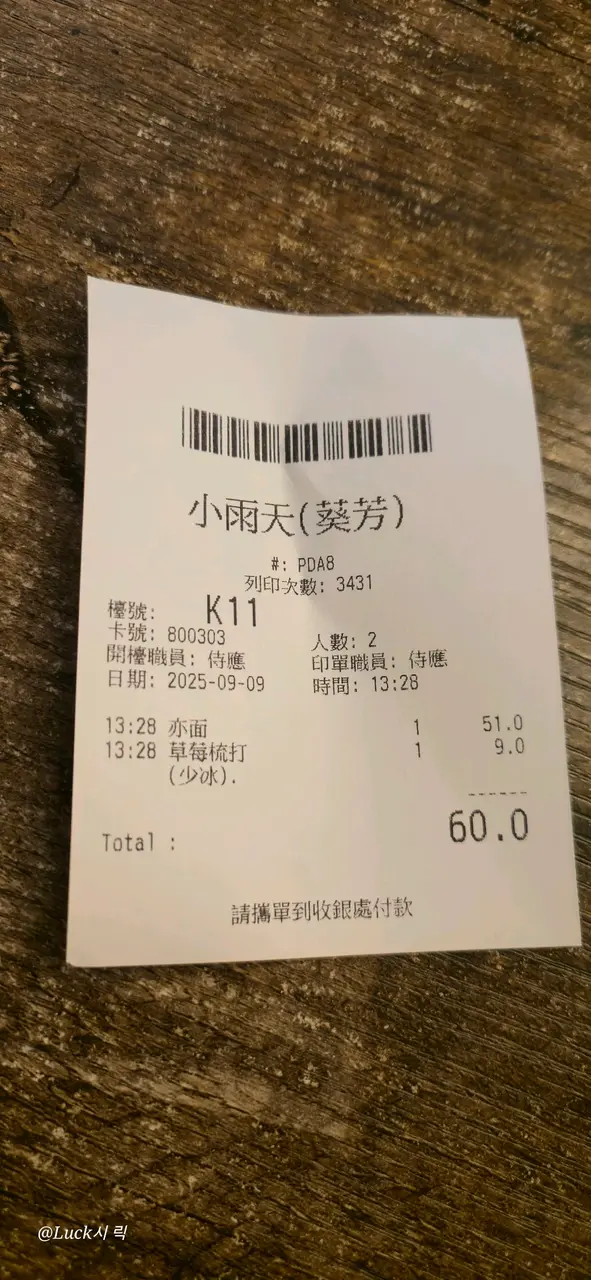 小雨天(葵芳)
#: PDA8
列印次數: 3431
檯號: K11
卡號: 800303 人數: 2
開檯職員: 侍應 印單職員: 侍應
日期: 2025-09-09 時間: 13:28
13:28 亦面 1 51.0
13:28 草莓梳打 1 9.0
(少冰).
Total : 60.0
請攜單到收銀處付款
@Luck시 릭